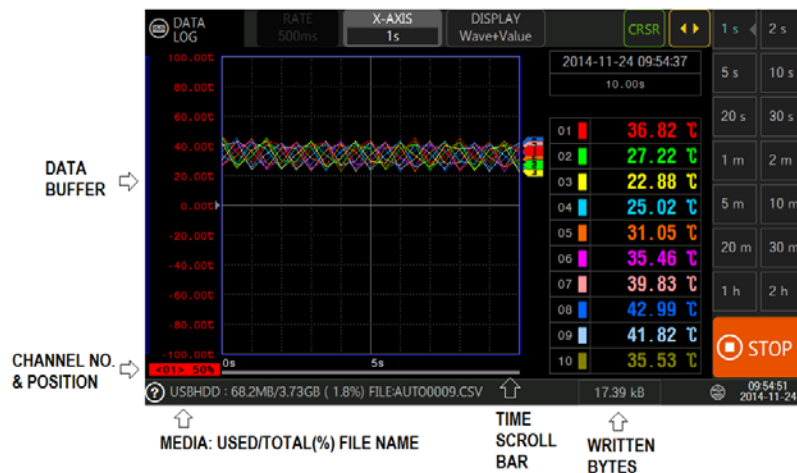 DATA LOG
RATE
500ms
X-AXIS
1s
DISPLAY
Wave+Value
CRSR
1 s
2 s
5 s
10 s
20 s
30 s
1 m
2 m
5 m
10 m
20 m
30 m
1 h
2 h
STOP
2014-11-24 09:54:37
10.00s
100.00℃
80.00℃
60.00℃
40.00℃
20.00℃
0.00℃
-20.00℃
-40.00℃
-60.00℃
-80.00℃
-100.00℃
01 36.82 ℃
02 27.22 ℃
03 22.88 ℃
04 25.02 ℃
05 31.05 ℃
06 35.46 ℃
07 39.83 ℃
08 42.99 ℃
09 41.82 ℃
10 35.53 ℃
DATA
BUFFER
CHANNEL NO.
& POSITION
<01> 50%
0s
5s
? USBHDD : 68.2MB/3.73GB ( 1.8%) FILE:AUTO0009.CSV
17.39 kB
09:54:51
2014-11-24
MEDIA: USED/TOTAL(%) FILE NAME
TIME
SCROLL
BAR
WRITTEN
BYTES